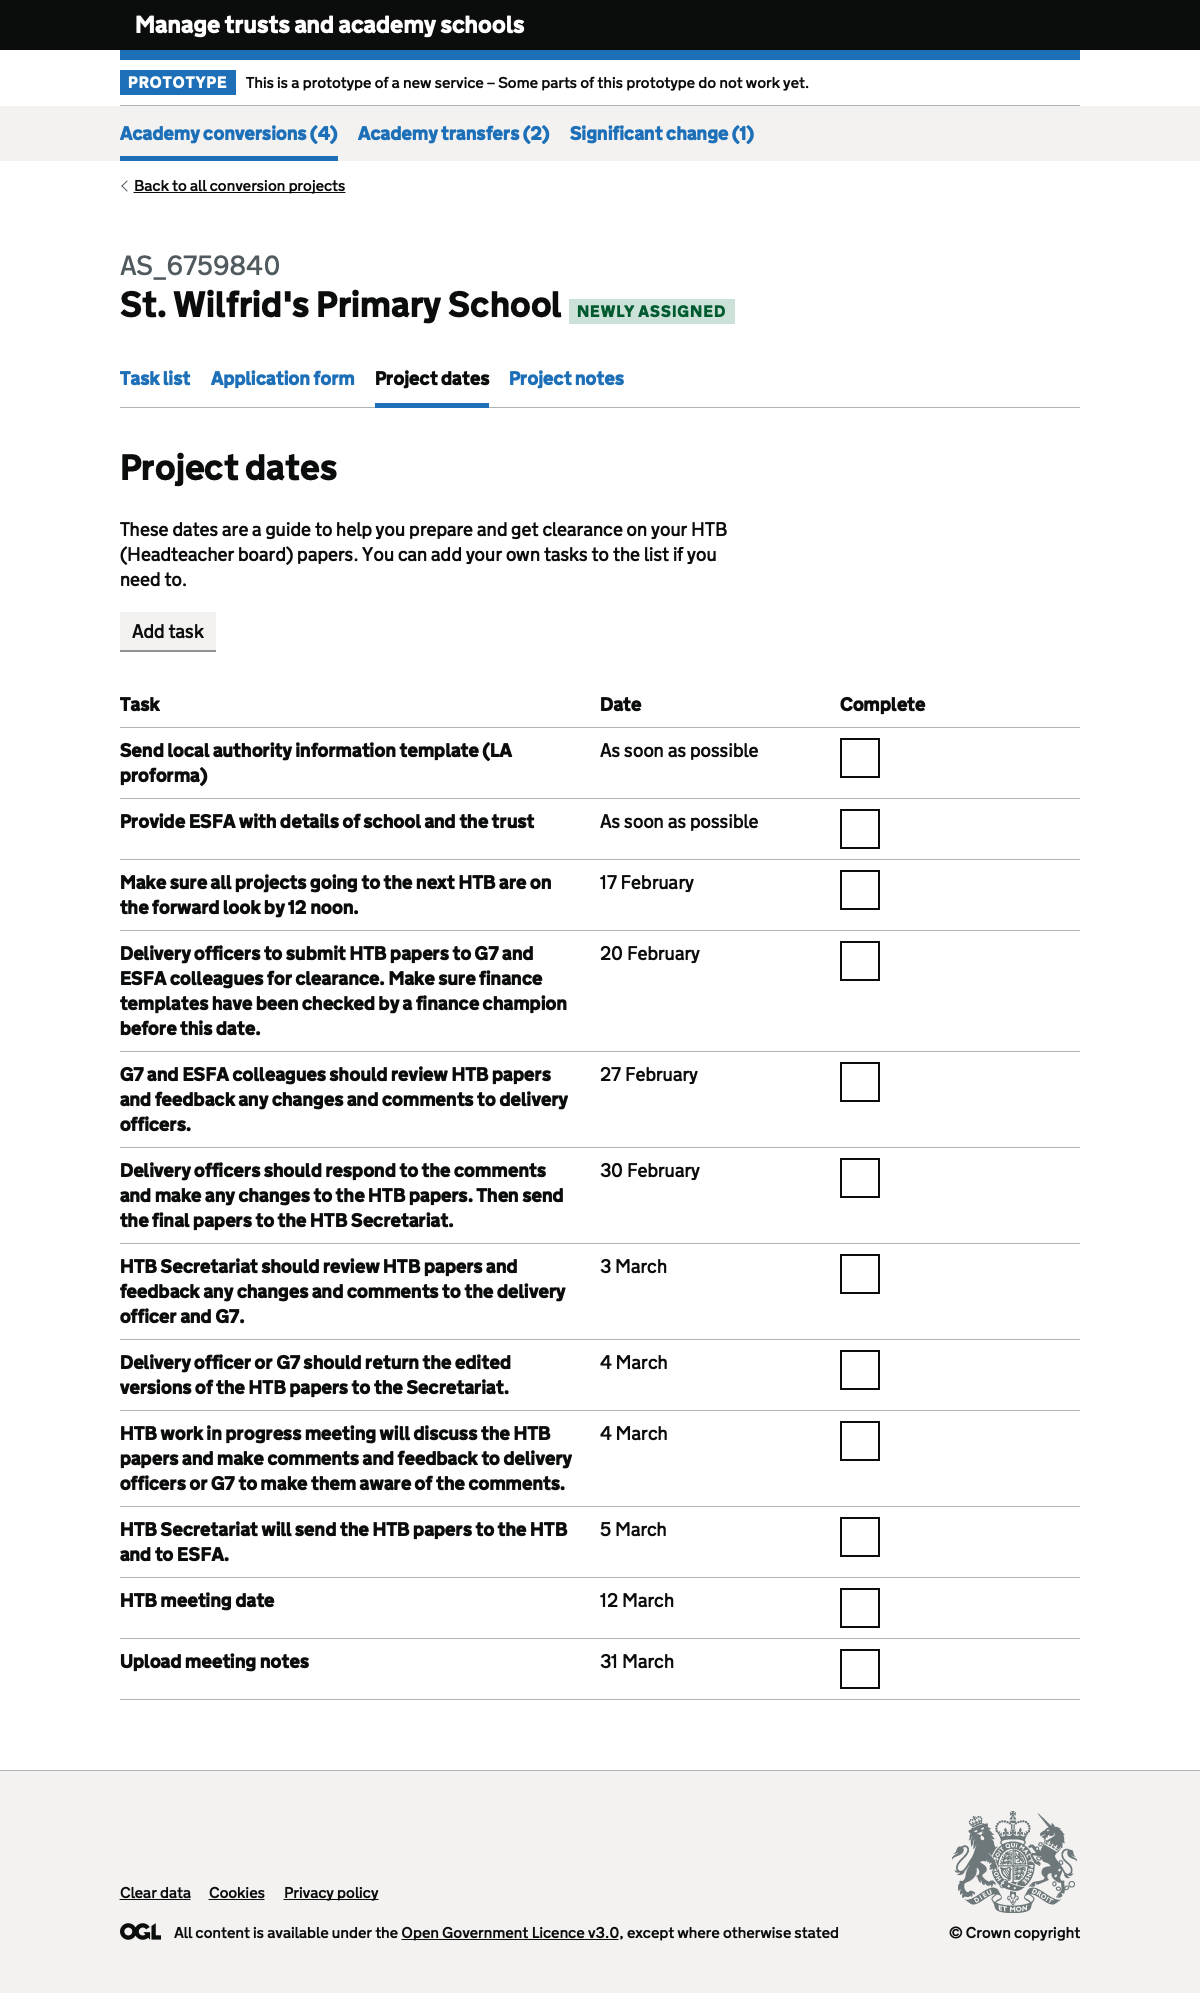 Manage trusts and academy schools
PROTOTYPE This is a prototype of a new service – Some parts of this prototype do not work yet.
Academy conversions (4) Academy transfers (2) Significant change (1)
Back to all conversion projects
AS_6759840
St. Wilfrid's Primary School NEWLY ASSIGNED
Task list Application form Project dates Project notes
Project dates
These dates are a guide to help you prepare and get clearance on your HTB
(Headteacher board) papers. You can add your own tasks to the list if you
need to.
Add task
Task Date Complete
Send local authority information template (LA As soon as possible
proforma)
Provide ESFA with details of school and the trust As soon as possible
Make sure all projects going to the next HTB are on 17 February
the forward look by 12 noon.
Delivery officers to submit HTB papers to G7 and 20 February
ESFA colleagues for clearance. Make sure finance
templates have been checked by a finance champion
before this date.
G7 and ESFA colleagues should review HTB papers 27 February
and feedback any changes and comments to delivery
officers.
Delivery officers should respond to the comments 30 February
and make any changes to the HTB papers. Then send
the final papers to the HTB Secretariat.
HTB Secretariat should review HTB papers and 3 March
feedback any changes and comments to the delivery
officer and G7.
Delivery officer or G7 should return the edited 4 March
versions of the HTB papers to the Secretariat.
HTB work in progress meeting will discuss the HTB 4 March
papers and make comments and feedback to delivery
officers or G7 to make them aware of the comments.
HTB Secretariat will send the HTB papers to the HTB 5 March
and to ESFA.
HTB meeting date 12 March
Upload meeting notes 31 March
Clear data Cookies Privacy policy
OGL All content is available under the Open Government Licence v3.0, except where otherwise stated
DIEU ET MON DROIT
© Crown copyright